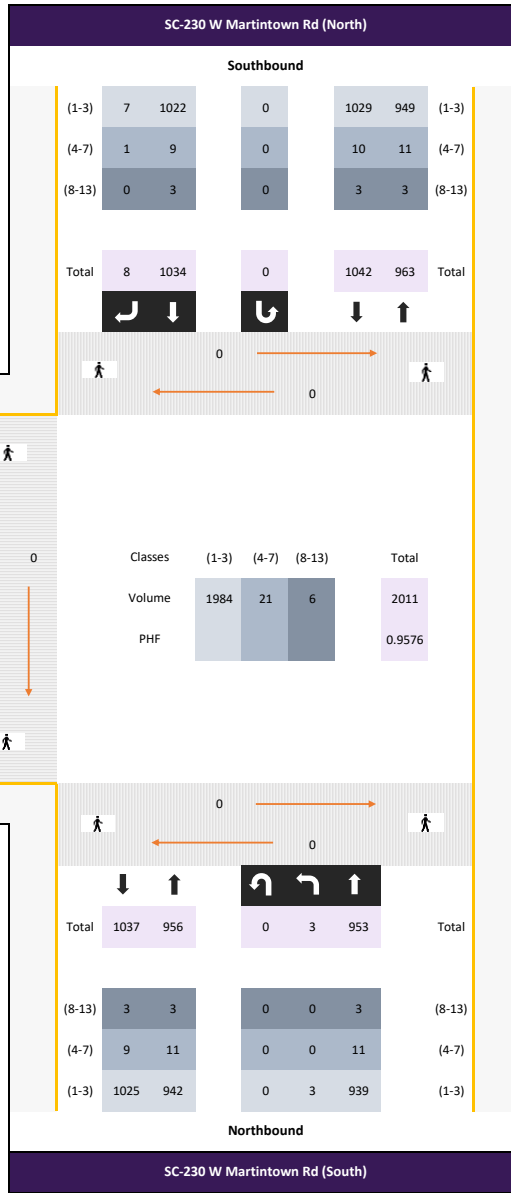 SC-230 W Martintown Rd (North)
Southbound
(1-3) 7 1022 0 1029 949 (1-3)
(4-7) 1 9 0 10 11 (4-7)
(8-13) 0 3 0 3 3 (8-13)
Total 8 1034 0 1042 963 Total
0
0
0
Classes (1-3) (4-7) (8-13) Total
Volume 1984 21 6 2011
PHF 0.9576
0
0
Total 1037 956 0 3 953 Total
(8-13) 3 3 0 0 3 (8-13)
(4-7) 9 11 0 0 11 (4-7)
(1-3) 1025 942 0 3 939 (1-3)
Northbound
SC-230 W Martintown Rd (South)